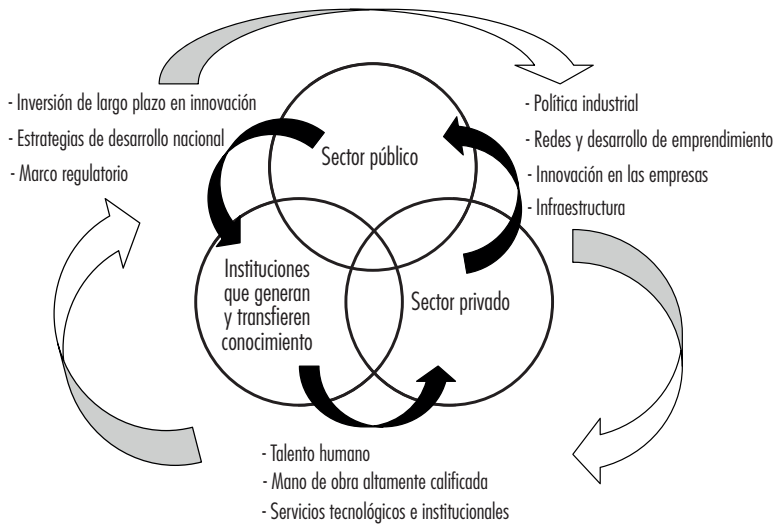 - Inversión de largo plazo en innovación
- Estrategias de desarrollo nacional
- Marco regulatorio
- Política industrial
- Redes y desarrollo de emprendimiento
- Innovación en las empresas
- Infraestructura
Sector público
Instituciones
que generan
y transfieren
conocimiento
Sector privado
- Talento humano
- Mano de obra altamente calificada
- Servicios tecnológicos e institucionales